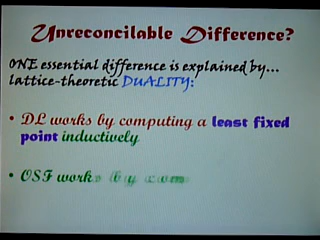 Unreconcilable Difference?
ONE essential difference is explained by...
lattice-theoretic DUALITY:
• DL works by computing a least fixed
point inductively
• OSF works by com